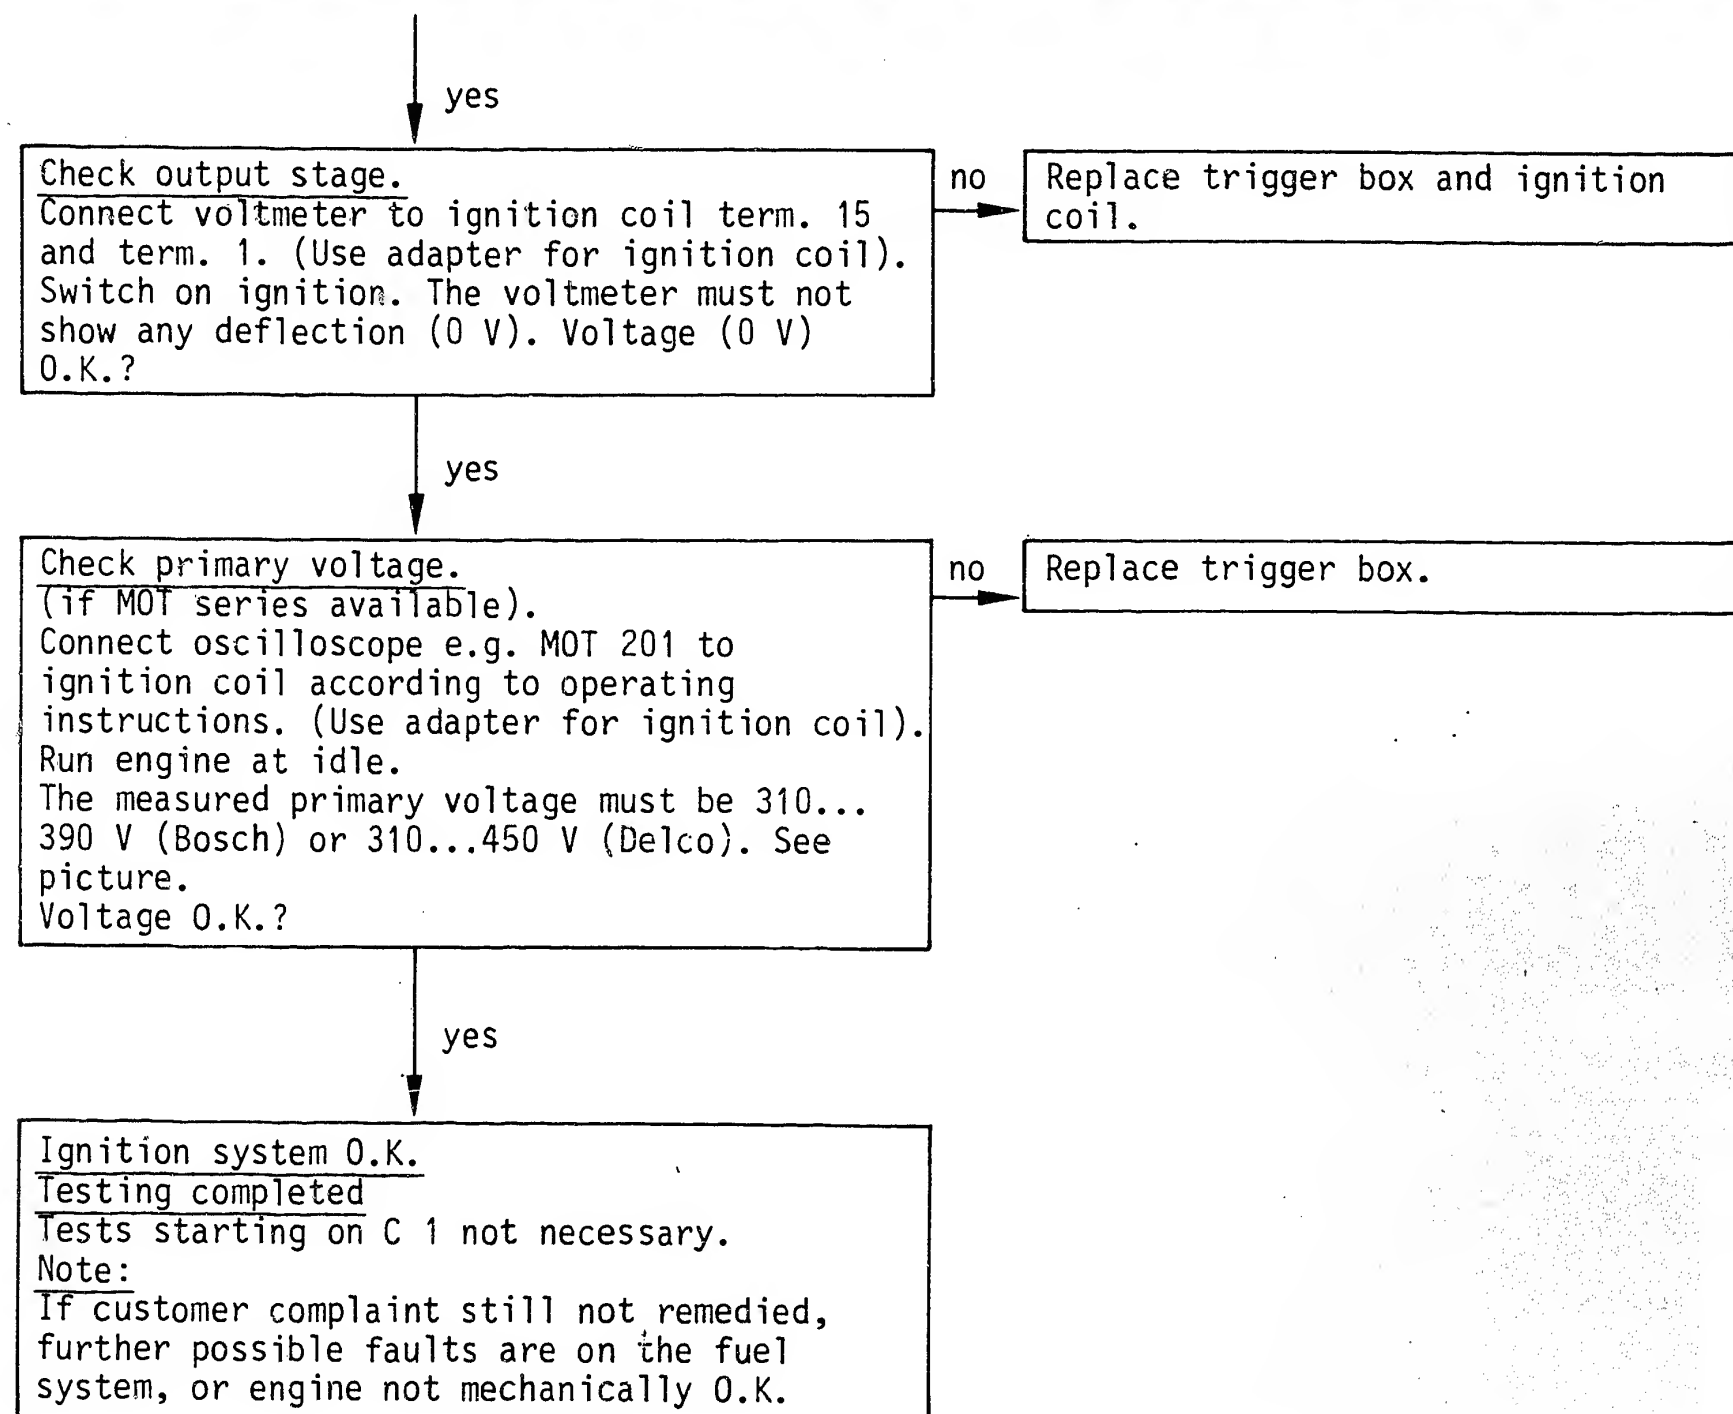 yes
Check output stage.
Connect voltmeter to ignition coil term. 15
and term. 1. (Use adapter for ignition coil).
Switch on ignition. The voltmeter must not
show any deflection (0 V). Voltage (0 V)
O.K.?
no
Replace trigger box and ignition
coil.
yes
Check primary voltage.
(if MOT series available).
Connect oscilloscope e.g. MOT 201 to
ignition coil according to operating
instructions. (Use adapter for ignition coil).
Run engine at idle.
The measured primary voltage must be 310...
390 V (Bosch) or 310...450 V (Delco). See
picture.
Voltage O.K.?
no
Replace trigger box.
yes
Ignition system O.K.
Testing completed
Tests starting on C 1 not necessary.
Note:
If customer complaint still not remedied,
further possible faults are on the fuel
system, or engine not mechanically O.K.